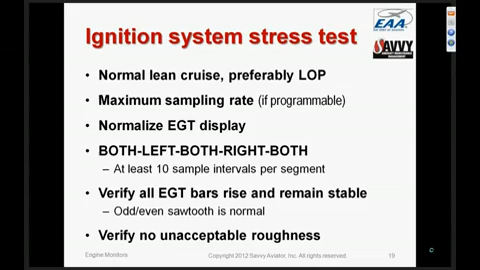 Ignition system stress test
EAA
SAVVY
• Normal lean cruise, preferably LOP
• Maximum sampling rate (if programmable)
• Normalize EGT display
• BOTH-LEFT-BOTH-RIGHT-BOTH
– At least 10 sample intervals per segment
• Verify all EGT bars rise and remain stable
– Odd/even sawtooth is normal
• Verify no unacceptable roughness
Engine Monitors
Copyright 2012 Savvy Aviator, Inc. All rights reserved.
19